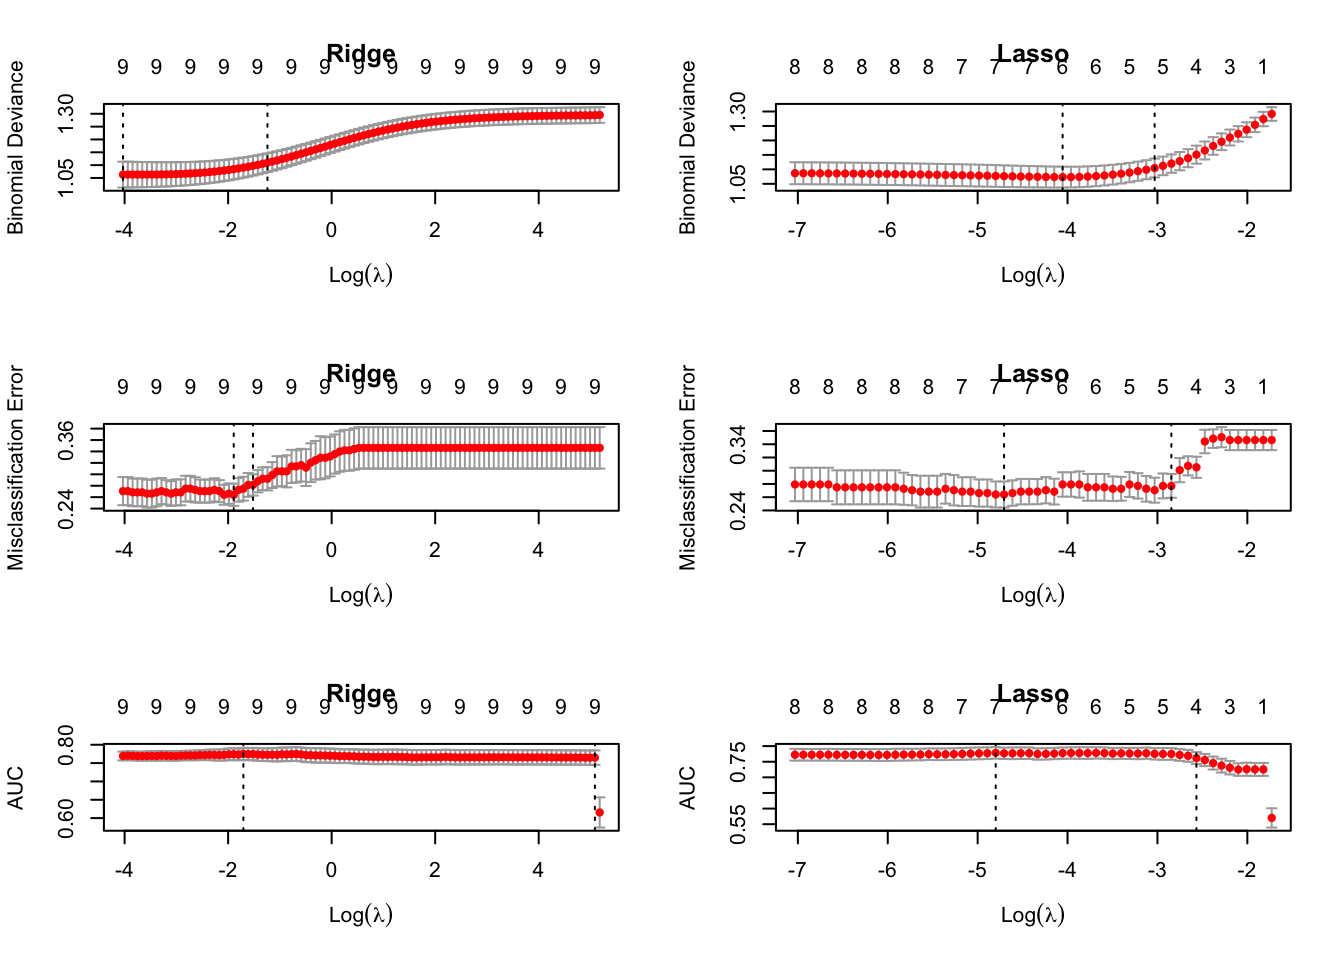 Ridge
9 9 9 9 9 9 9 9 9 9 9 9 9 9 9
Binomial Deviance
1.05 1.30
-4 -2 0 2 4
Log(λ)
Lasso
8 8 8 8 8 7 7 7 6 6 5 5 4 3 1
Binomial Deviance
1.05 1.30
-7 -6 -5 -4 -3 -2
Log(λ)
Ridge
9 9 9 9 9 9 9 9 9 9 9 9 9 9 9
Misclassification Error
0.24 0.36
-4 -2 0 2 4
Log(λ)
Lasso
8 8 8 8 8 7 7 7 6 6 5 5 4 3 1
Misclassification Error
0.24 0.34
-7 -6 -5 -4 -3 -2
Log(λ)
Ridge
9 9 9 9 9 9 9 9 9 9 9 9 9 9 9
AUC
0.60 0.80
-4 -2 0 2 4
Log(λ)
Lasso
8 8 8 8 8 7 7 7 6 6 5 5 4 3 1
AUC
0.55 0.75
-7 -6 -5 -4 -3 -2
Log(λ)